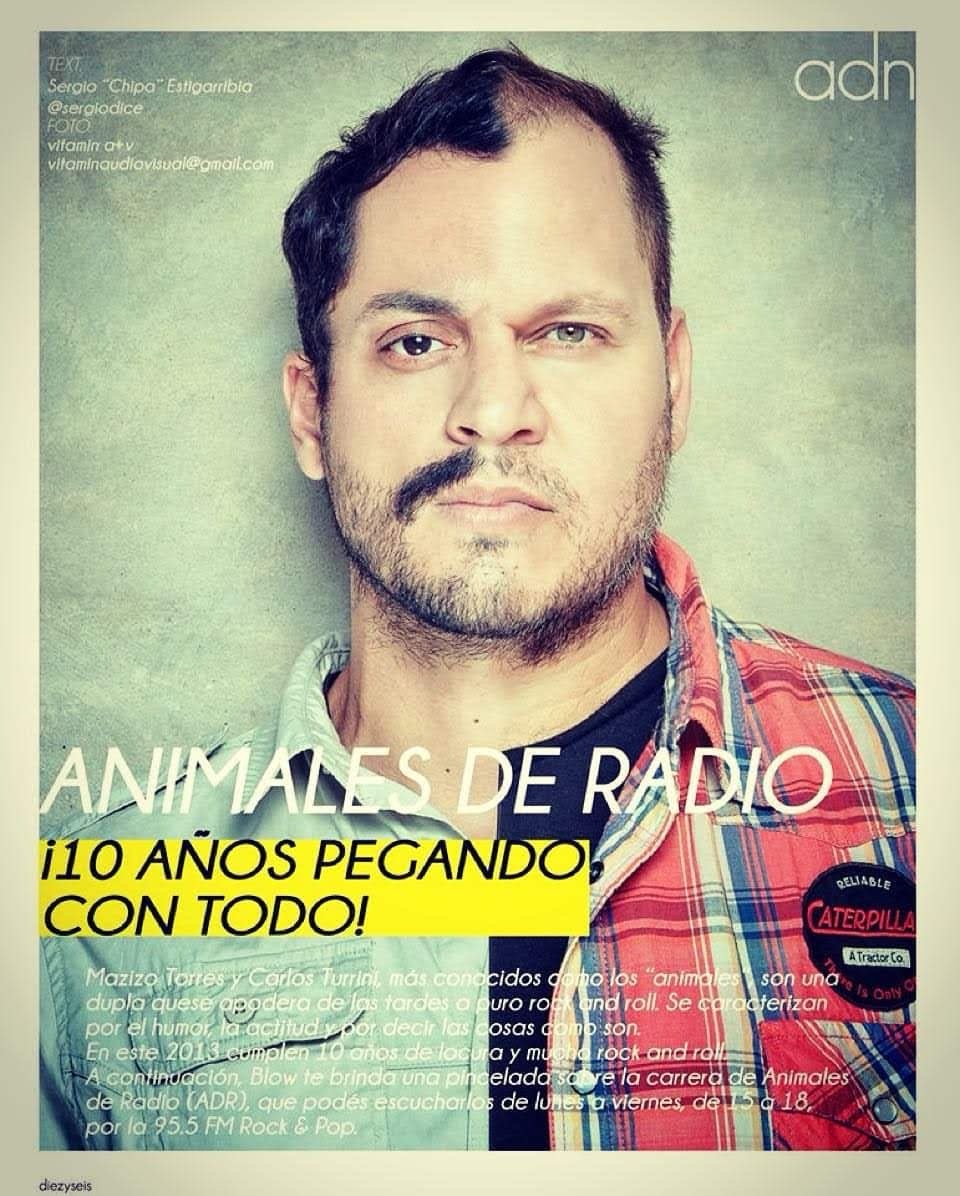 TEXT
Sergio "Chipa" Estigarribia
@sergiodice
FOTO
vitamin a+v
vitaminaudiovisual@gmail.com
adn
ANIMALES DE RADIO
¡10 AÑOS PEGANDO
CON TODO!
RELIABLE
CATERPILLA
A Tractor Co.
There Is Only O
Mazizo Torres y Carlos Turrini, más conocidos como los "animales", son una
dupla quese apodera de las tardes a puro rock and roll. Se caracterizan
por el humor, la actitud y por decir las cosas como son.
En este 2013 cumplen 10 años de locura y mucho rock and roll.
A continuación, Blow te brinda una pincelada sobre la carrera de Animales
de Radio (ADR), que podés escucharlos de lunes a viernes, de 15 a 18,
por la 95.5 FM Rock & Pop.
diezyseis